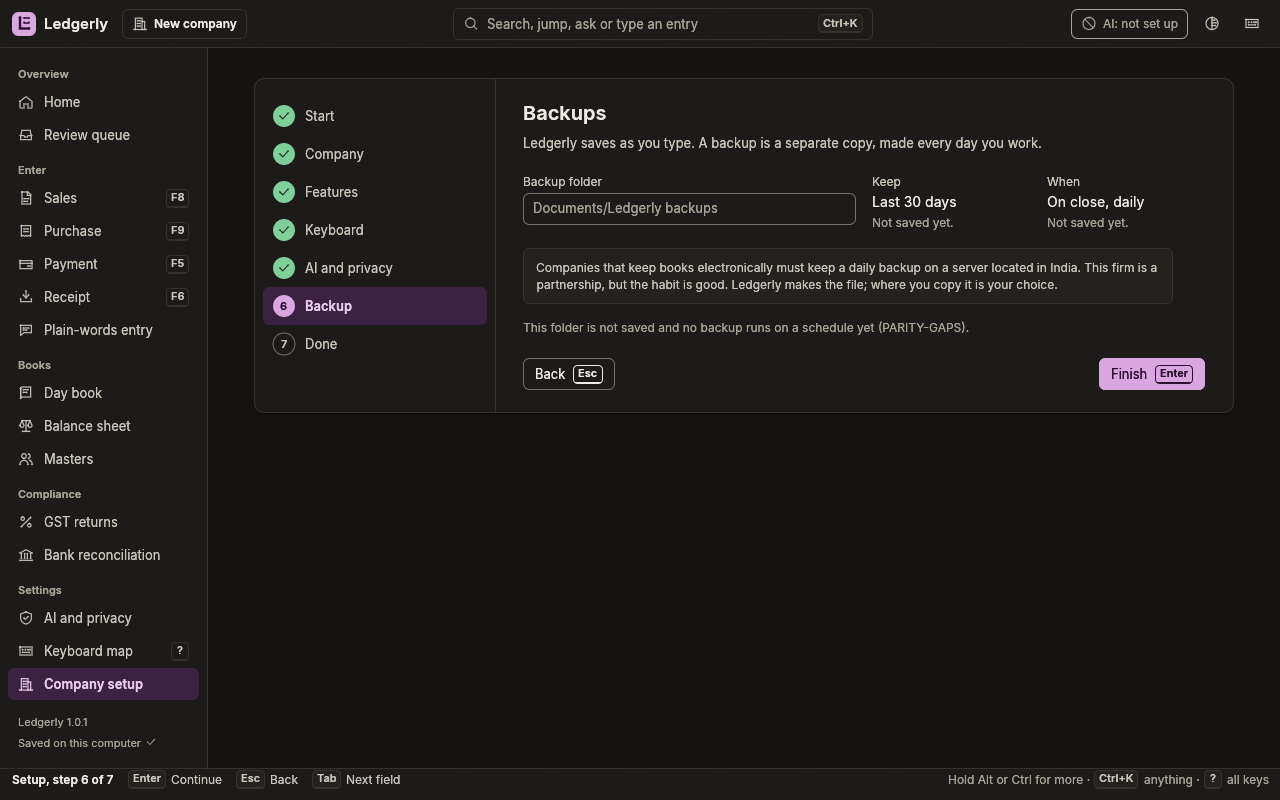 Ledgerly
New company
Search, jump, ask or type an entry
Ctrl+K
AI: not set up
Overview
Home
Review queue
Enter
Sales F8
Purchase F9
Payment F5
Receipt F6
Plain-words entry
Books
Day book
Balance sheet
Masters
Compliance
GST returns
Bank reconciliation
Settings
AI and privacy
Keyboard map ?
Company setup
Ledgerly 1.0.1
Saved on this computer
Start
Company
Features
Keyboard
AI and privacy
6 Backup
7 Done
Backups
Ledgerly saves as you type. A backup is a separate copy, made every day you work.
Backup folder
Documents/Ledgerly backups
Keep
Last 30 days
Not saved yet.
When
On close, daily
Not saved yet.
Companies that keep books electronically must keep a daily backup on a server located in India. This firm is a
partnership, but the habit is good. Ledgerly makes the file; where you copy it is your choice.
This folder is not saved and no backup runs on a schedule yet (PARITY-GAPS).
Back Esc
Finish Enter
Setup, step 6 of 7 Enter Continue Esc Back Tab Next field
Hold Alt or Ctrl for more · Ctrl+K anything · ? all keys